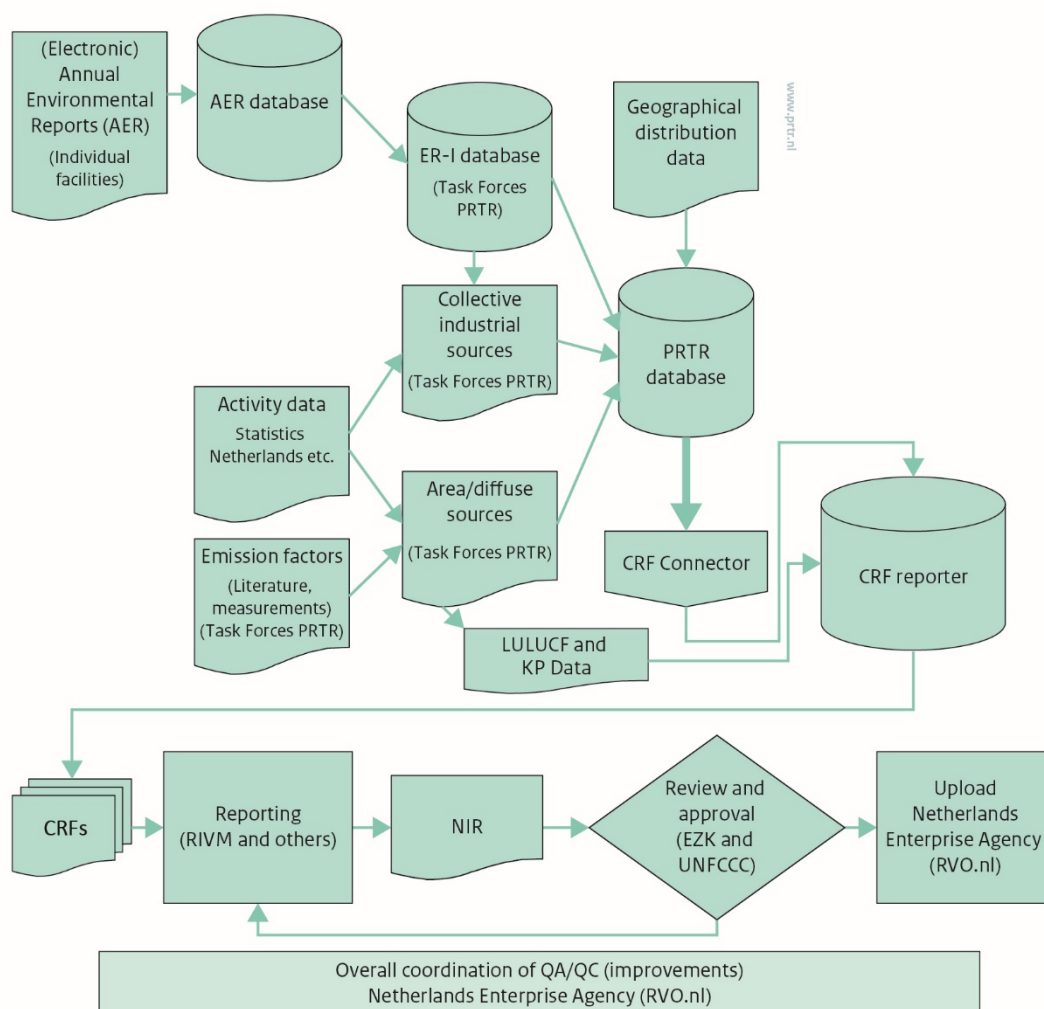 (Electronic)
Annual
Environmental
Reports (AER)
(Individual
facilities)
AER database
ER-I database
(Task Forces
PRTR)
Geographical
distribution
data
www.prtr.nl
Collective
industrial
sources
(Task Forces PRTR)
PRTR
database
Activity data
Statistics
Netherlands etc.
Area/diffuse
sources
(Task Forces PRTR)
Emission factors
(Literature,
measurements)
(Task Forces PRTR)
CRF Connector
CRF reporter
LULUCF and
KP Data
CRFs
Reporting
(RIVM and others)
NIR
Review and
approval
(EZK and
UNFCCC)
Upload
Netherlands
Enterprise Agency
(RVO.nl)
Overall coordination of QA/QC (improvements)
Netherlands Enterprise Agency (RVO.nl)